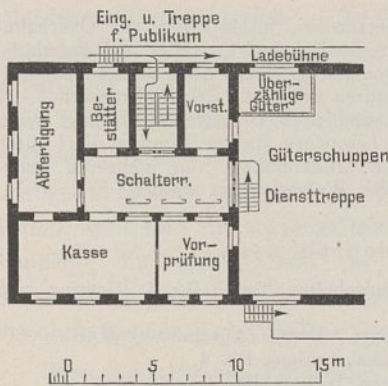 Eing. u. Treppe
f. Publikum
Ladebühne
Abfertigung
Be-
stätter
Vorst.
Über-
zählige
Güter
Güterschuppen
Schalterr.
Diensttreppe
Kasse
Vor-
prüfung
0 5 10 15 m